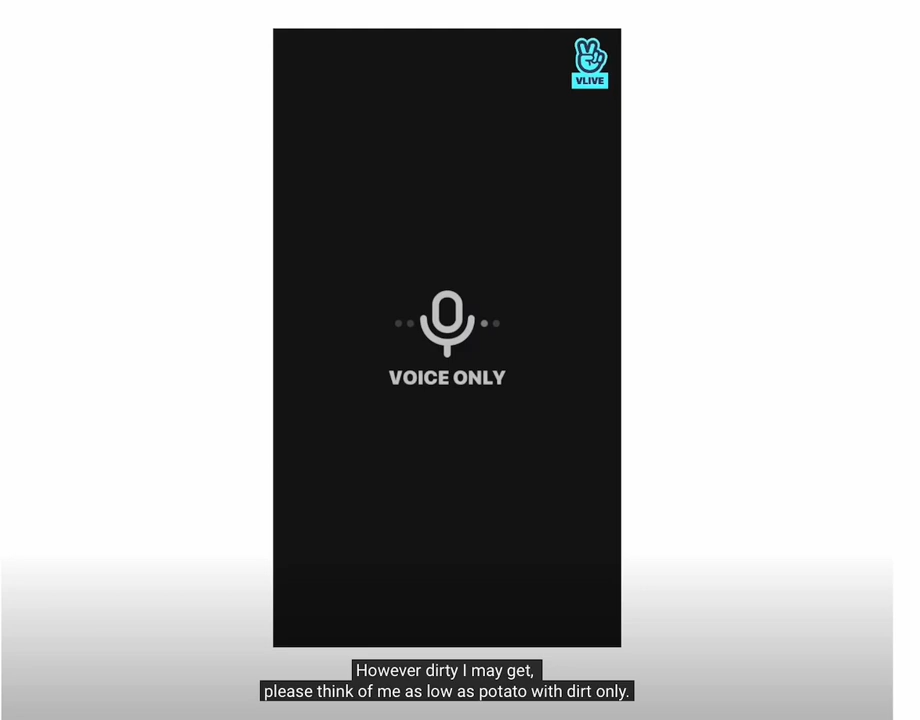 VLIVE
VOICE ONLY
However dirty I may get,
please think of me as low as potato with dirt only.